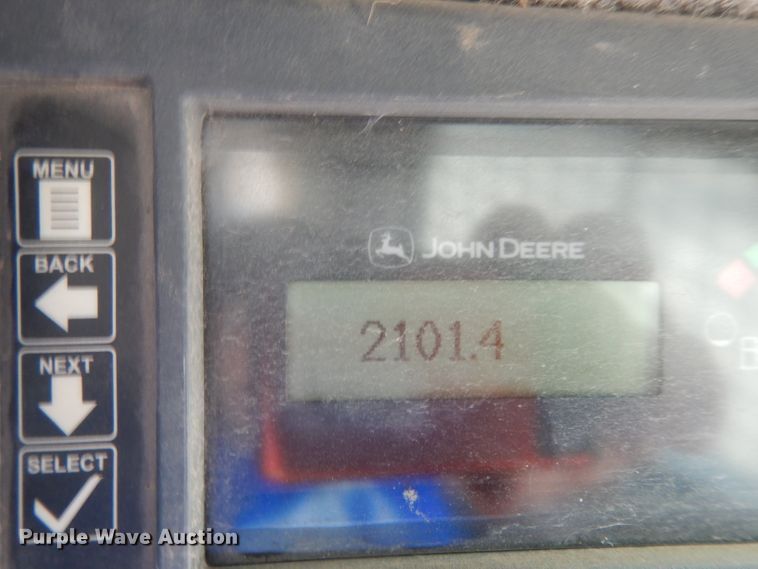 MENU
BACK
NEXT
SELECT
JOHN DEERE
2101.4
Purple Wave Auction